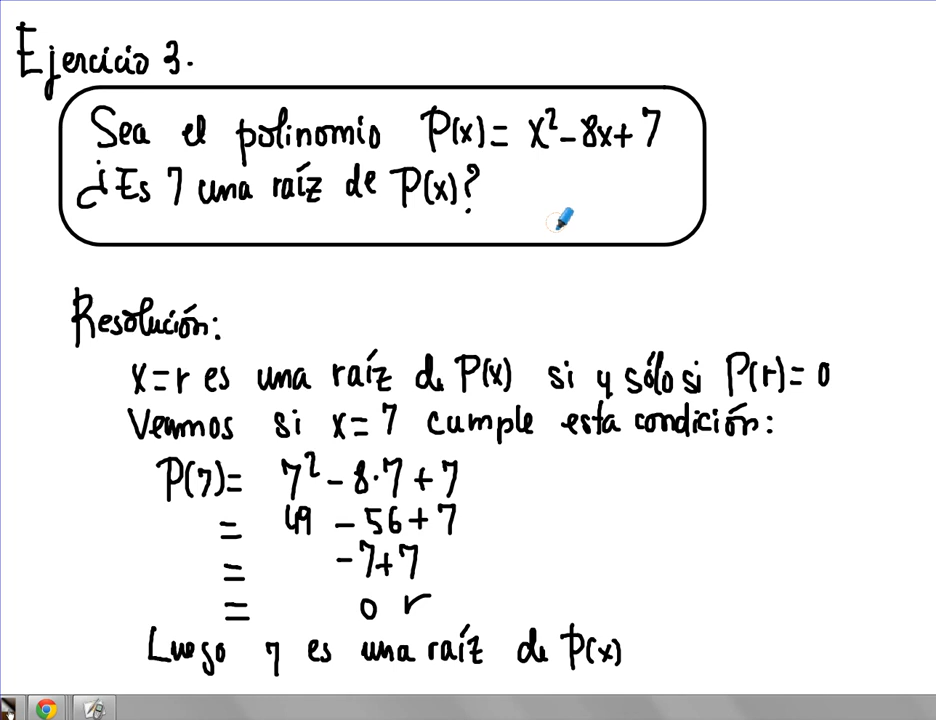 Ejercicio 3.
Sea el polinomio P(x)= x²-8x+7
¿Es 7 una raíz de P(x)?
Resolución:
x=r es una raíz de P(x) si y sólo si P(r)=0
Veamos si x=7 cumple esta condición:
P(7)= 7²-8·7+7
= 49-56+7
= -7+7
= 0 r
Luego 7 es una raíz de P(x)